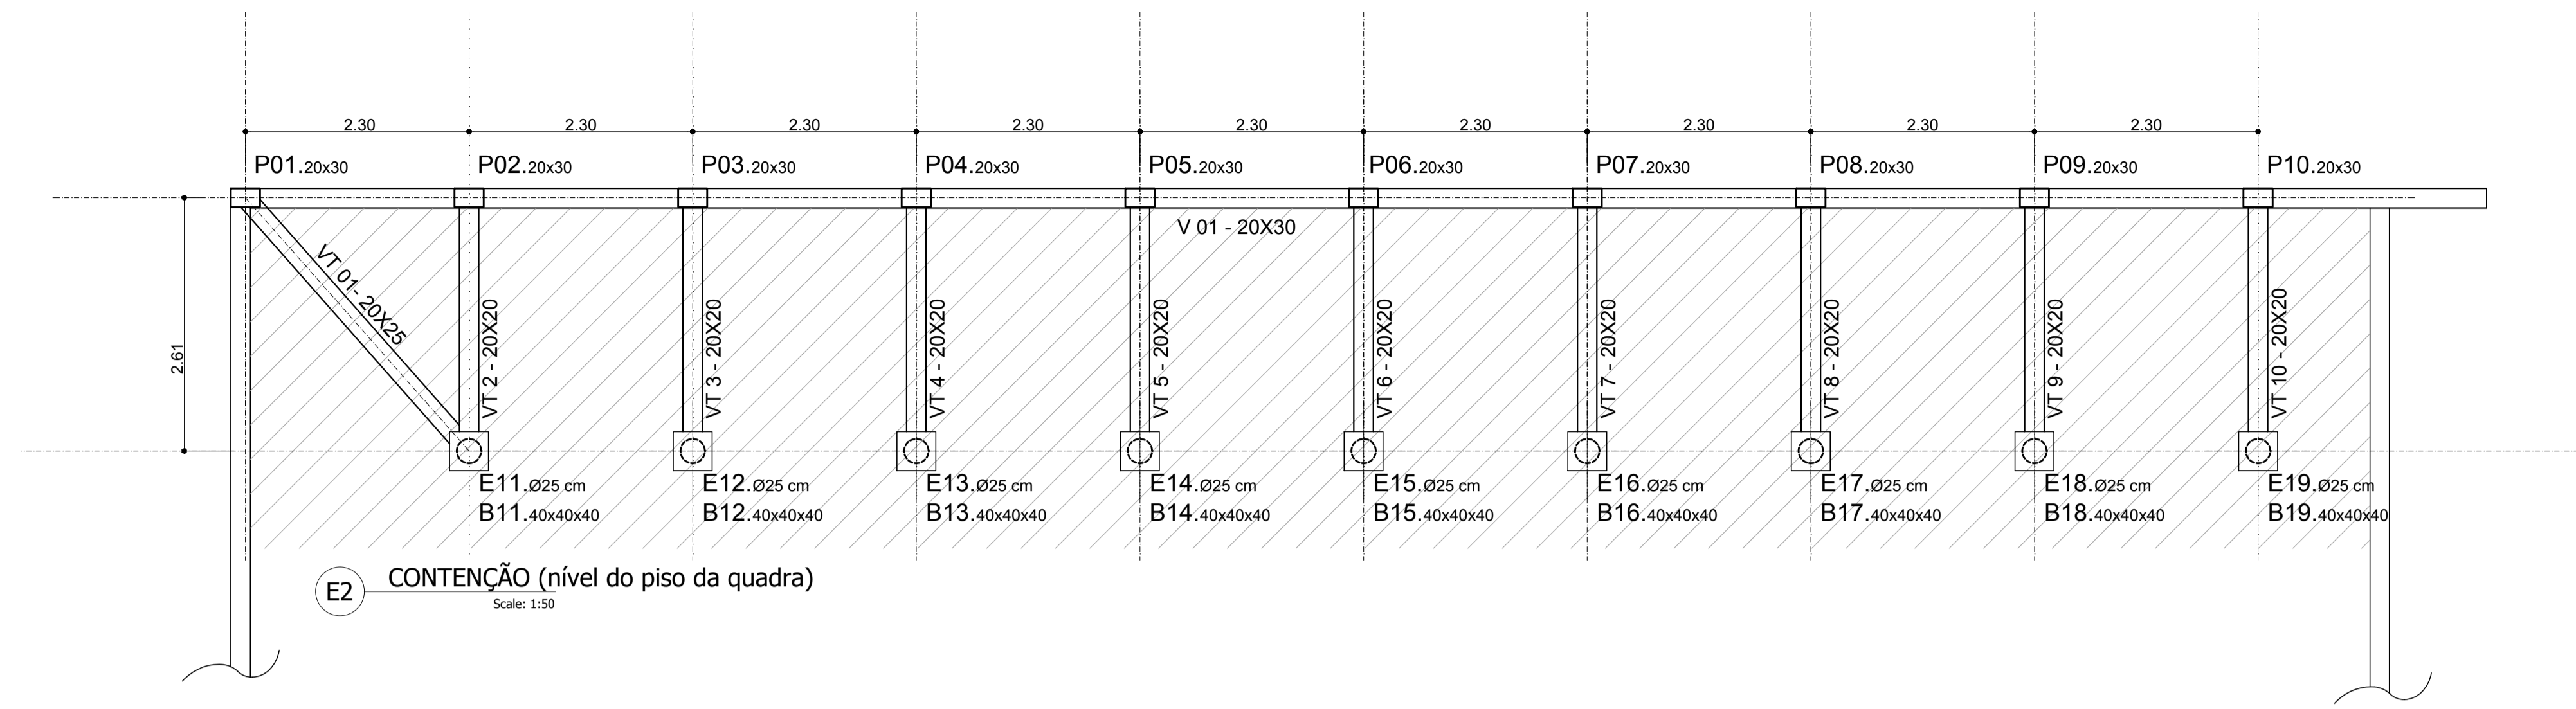 2.30 2.30 2.30 2.30 2.30 2.30 2.30 2.30 2.30
P01.20x30 P02.20x30 P03.20x30 P04.20x30 P05.20x30 P06.20x30 P07.20x30 P08.20x30 P09.20x30 P10.20x30
V 01 - 20X30
2.61
VT 01- 20X25
VT 2 - 20X20
VT 3 - 20X20
VT 4 - 20X20
VT 5 - 20X20
VT 6 - 20X20
VT 7 - 20X20
VT 8 - 20X20
VT 9 - 20X20
VT 10 - 20X20
E11.Ø25 cm E12.Ø25 cm E13.Ø25 cm E14.Ø25 cm E15.Ø25 cm E16.Ø25 cm E17.Ø25 cm E18.Ø25 cm E19.Ø25 cm
B11.40x40x40 B12.40x40x40 B13.40x40x40 B14.40x40x40 B15.40x40x40 B16.40x40x40 B17.40x40x40 B18.40x40x40 B19.40x40x40
E2 CONTENÇÃO (nível do piso da quadra)
Scale: 1:50